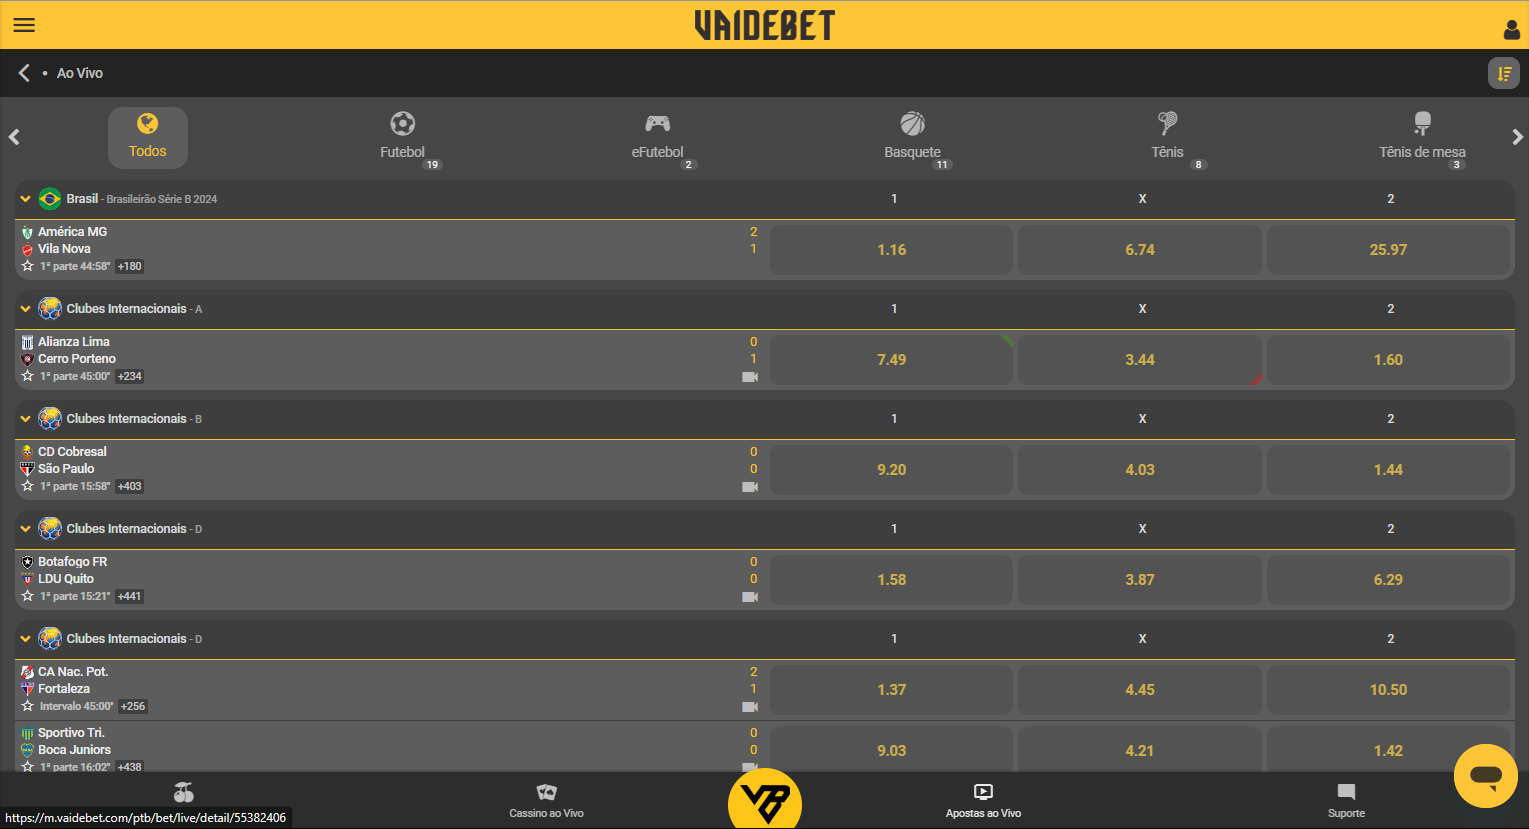 VAIDEBET
• Ao Vivo
Todos
Futebol
19
eFutebol
2
Basquete
11
Tênis
8
Tênis de mesa
3
Brasil - Brasileirão Série B 2024 1 X 2
América MG 2
Vila Nova 1
1ª parte 44:58" +180
1.16 6.74 25.97
Clubes Internacionais - A 1 X 2
Alianza Lima 0
Cerro Porteno 1
1ª parte 45:00" +234
7.49 3.44 1.60
Clubes Internacionais - B 1 X 2
CD Cobresal 0
São Paulo 0
1ª parte 15:58" +403
9.20 4.03 1.44
Clubes Internacionais - D 1 X 2
Botafogo FR 0
LDU Quito 0
1ª parte 15:21" +441
1.58 3.87 6.29
Clubes Internacionais - D 1 X 2
CA Nac. Pot. 2
Fortaleza 1
Intervalo 45:00" +256
1.37 4.45 10.50
Sportivo Tri. 0
Boca Juniors 0
1ª parte 16:02" +438
9.03 4.21 1.42
Cassino ao Vivo
Apostas ao Vivo
Suporte
https://m.vaidebet.com/ptb/bet/live/detail/55382406